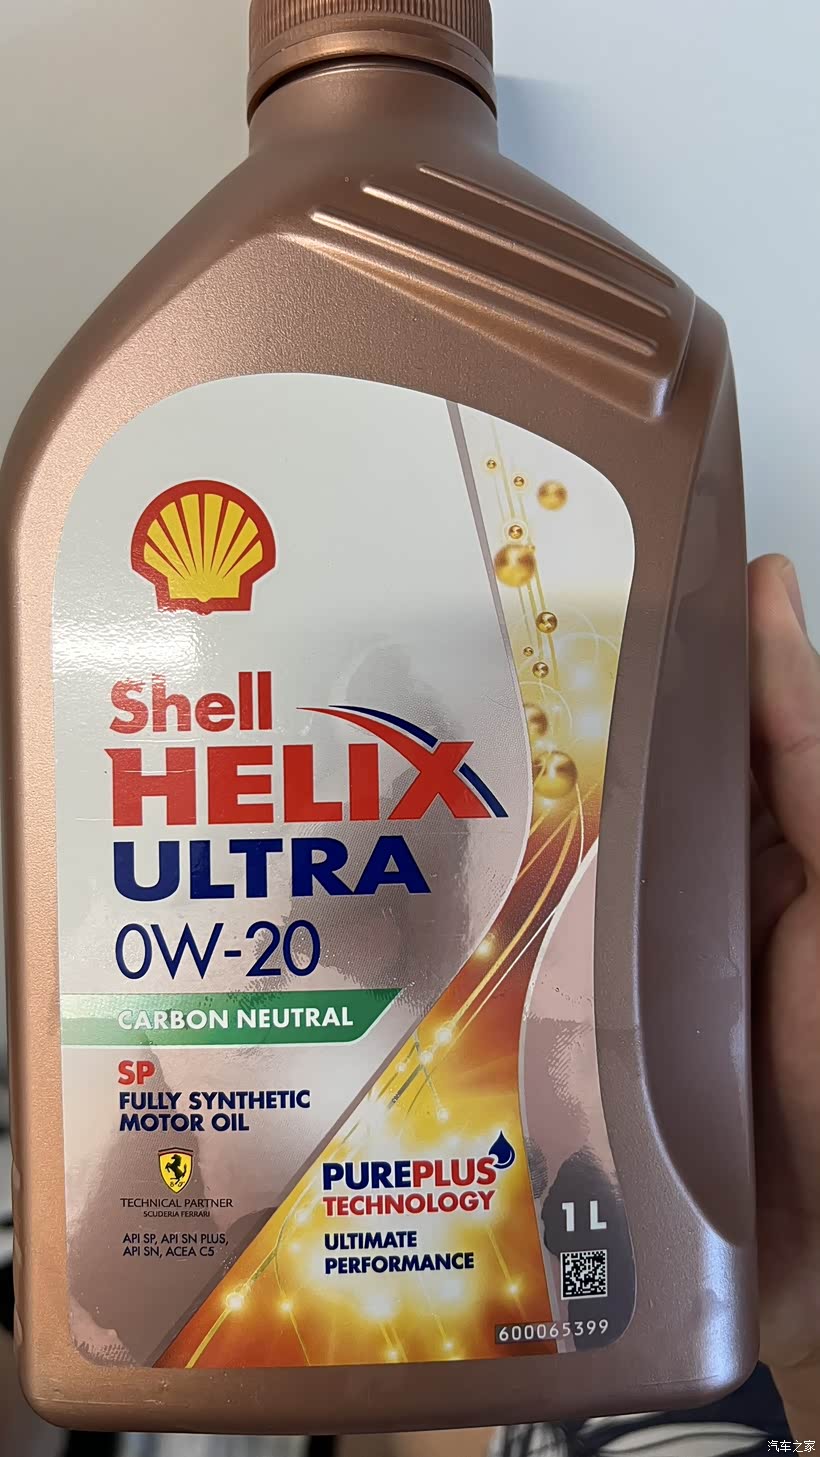 Shell
HELIX
ULTRA
0W-20
CARBON NEUTRAL
SP
FULLY SYNTHETIC
MOTOR OIL
TECHNICAL PARTNER
SCUDERIA FERRARI
API SP, API SN PLUS,
API SN, ACEA C5
PUREPLUS
TECHNOLOGY
ULTIMATE
PERFORMANCE
1 L
600065399
汽车之家